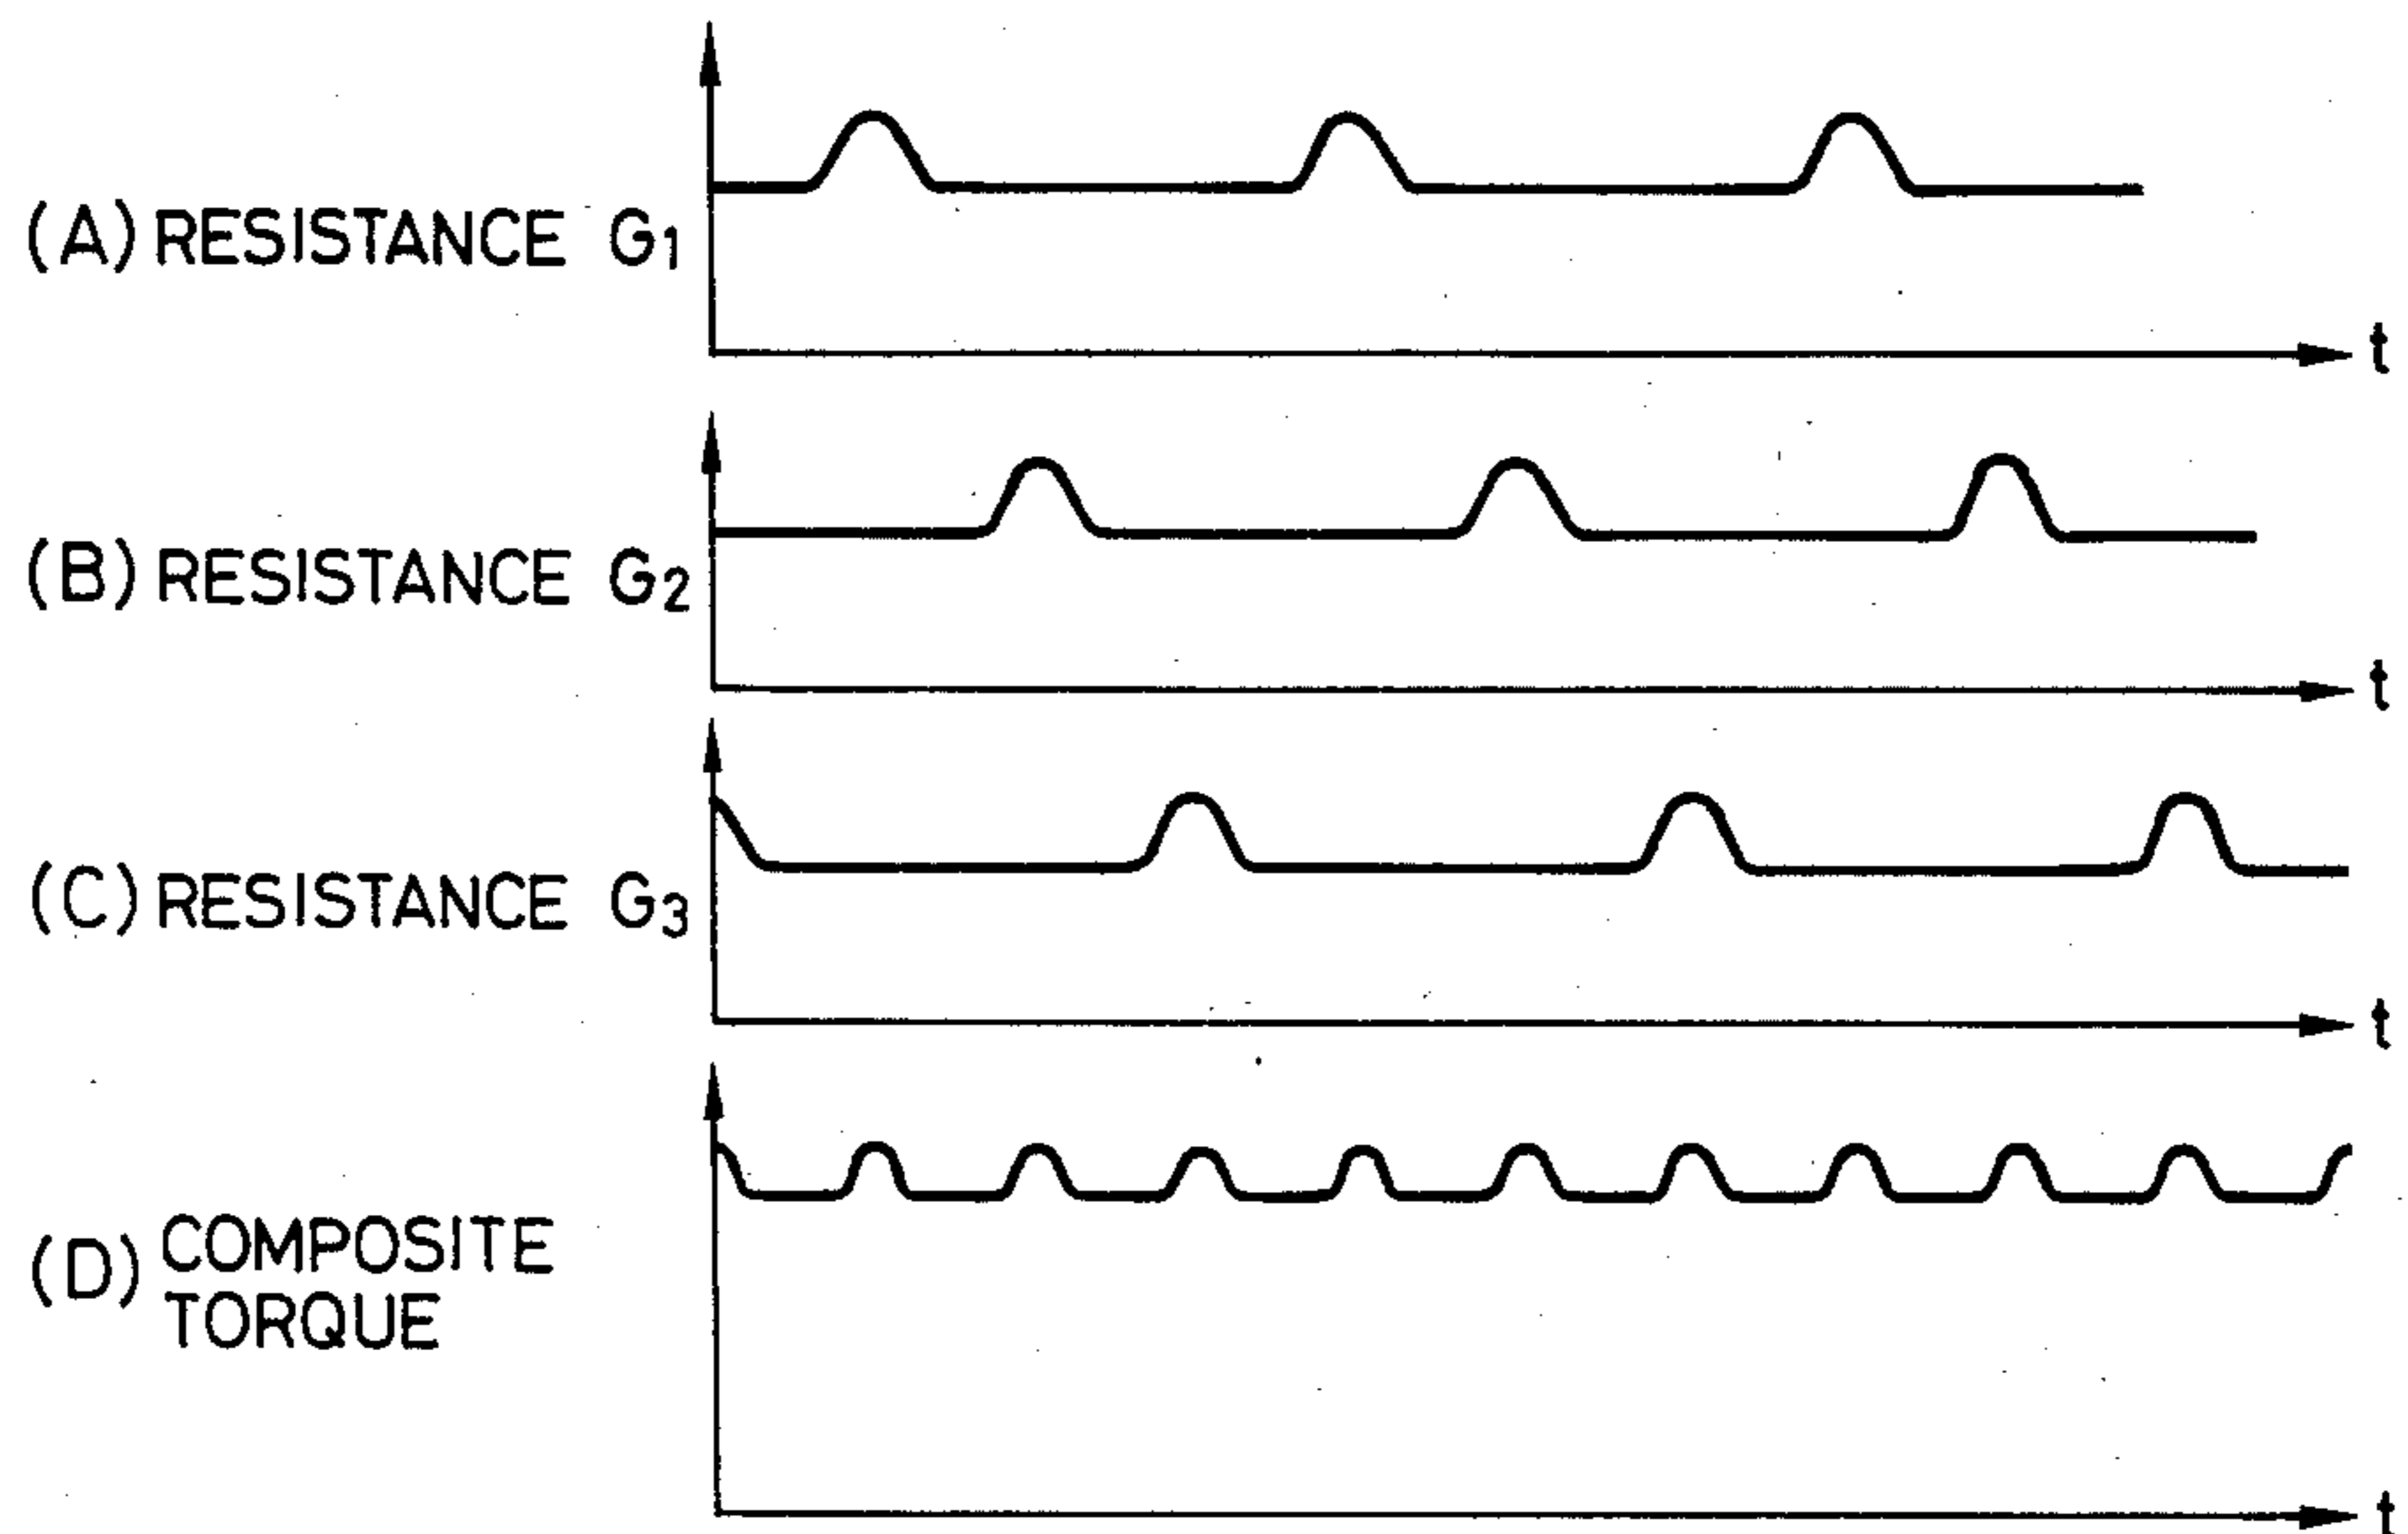 (A) RESISTANCE G1
t
(B) RESISTANCE G2
t
(C) RESISTANCE G3
t
(D) COMPOSITE
TORQUE
t